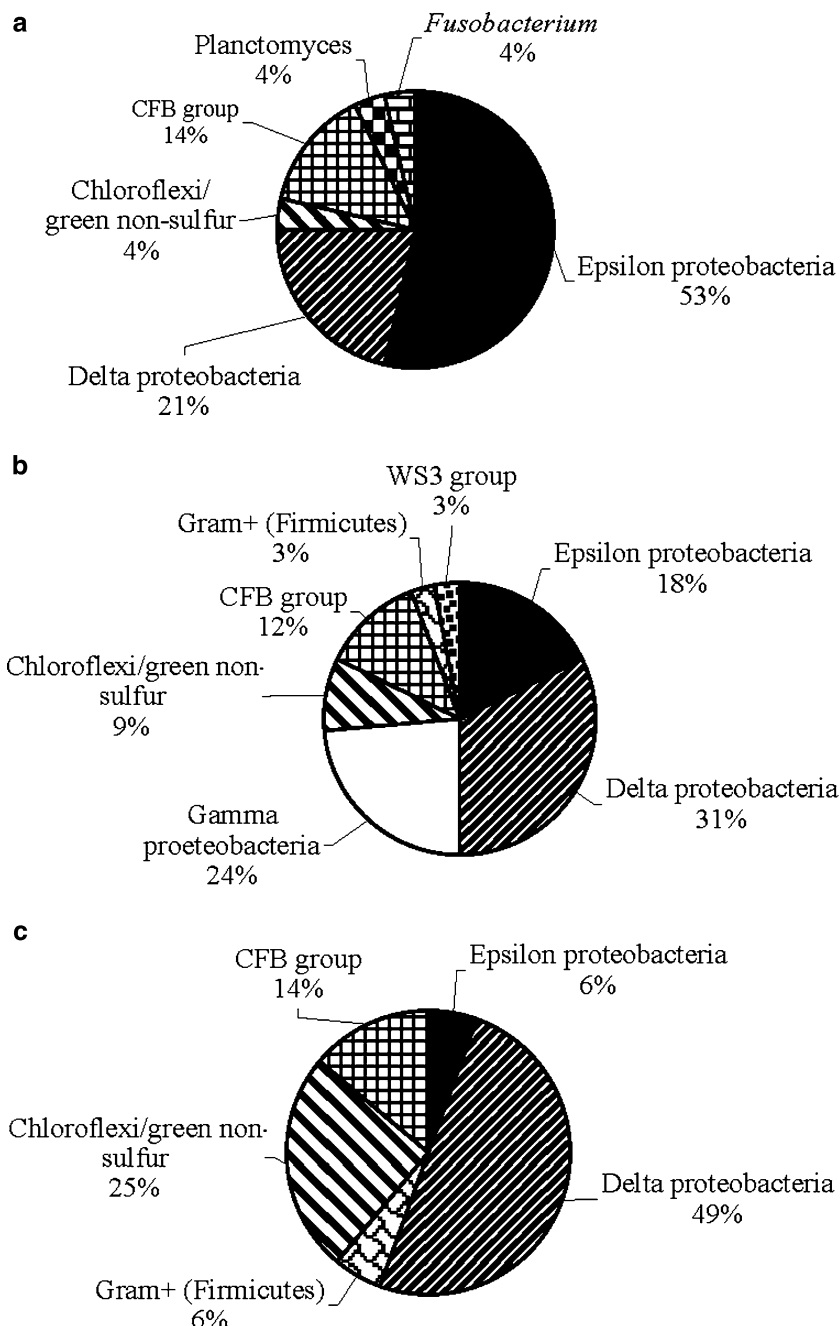 a
Fusobacterium
4%
Planctomyces
4%
CFB group
14%
Chloroflexi/
green non-sulfur
4%
Epsilon proteobacteria
53%
Delta proteobacteria
21%
b
WS3 group
3%
Gram+ (Firmicutes)
3%
Epsilon proteobacteria
18%
CFB group
12%
Chloroflexi/green non-
sulfur
9%
Delta proteobacteria
31%
Gamma
proeteobacteria
24%
c
CFB group
14%
Epsilon proteobacteria
6%
Chloroflexi/green non-
sulfur
25%
Delta proteobacteria
49%
Gram+ (Firmicutes)
6%